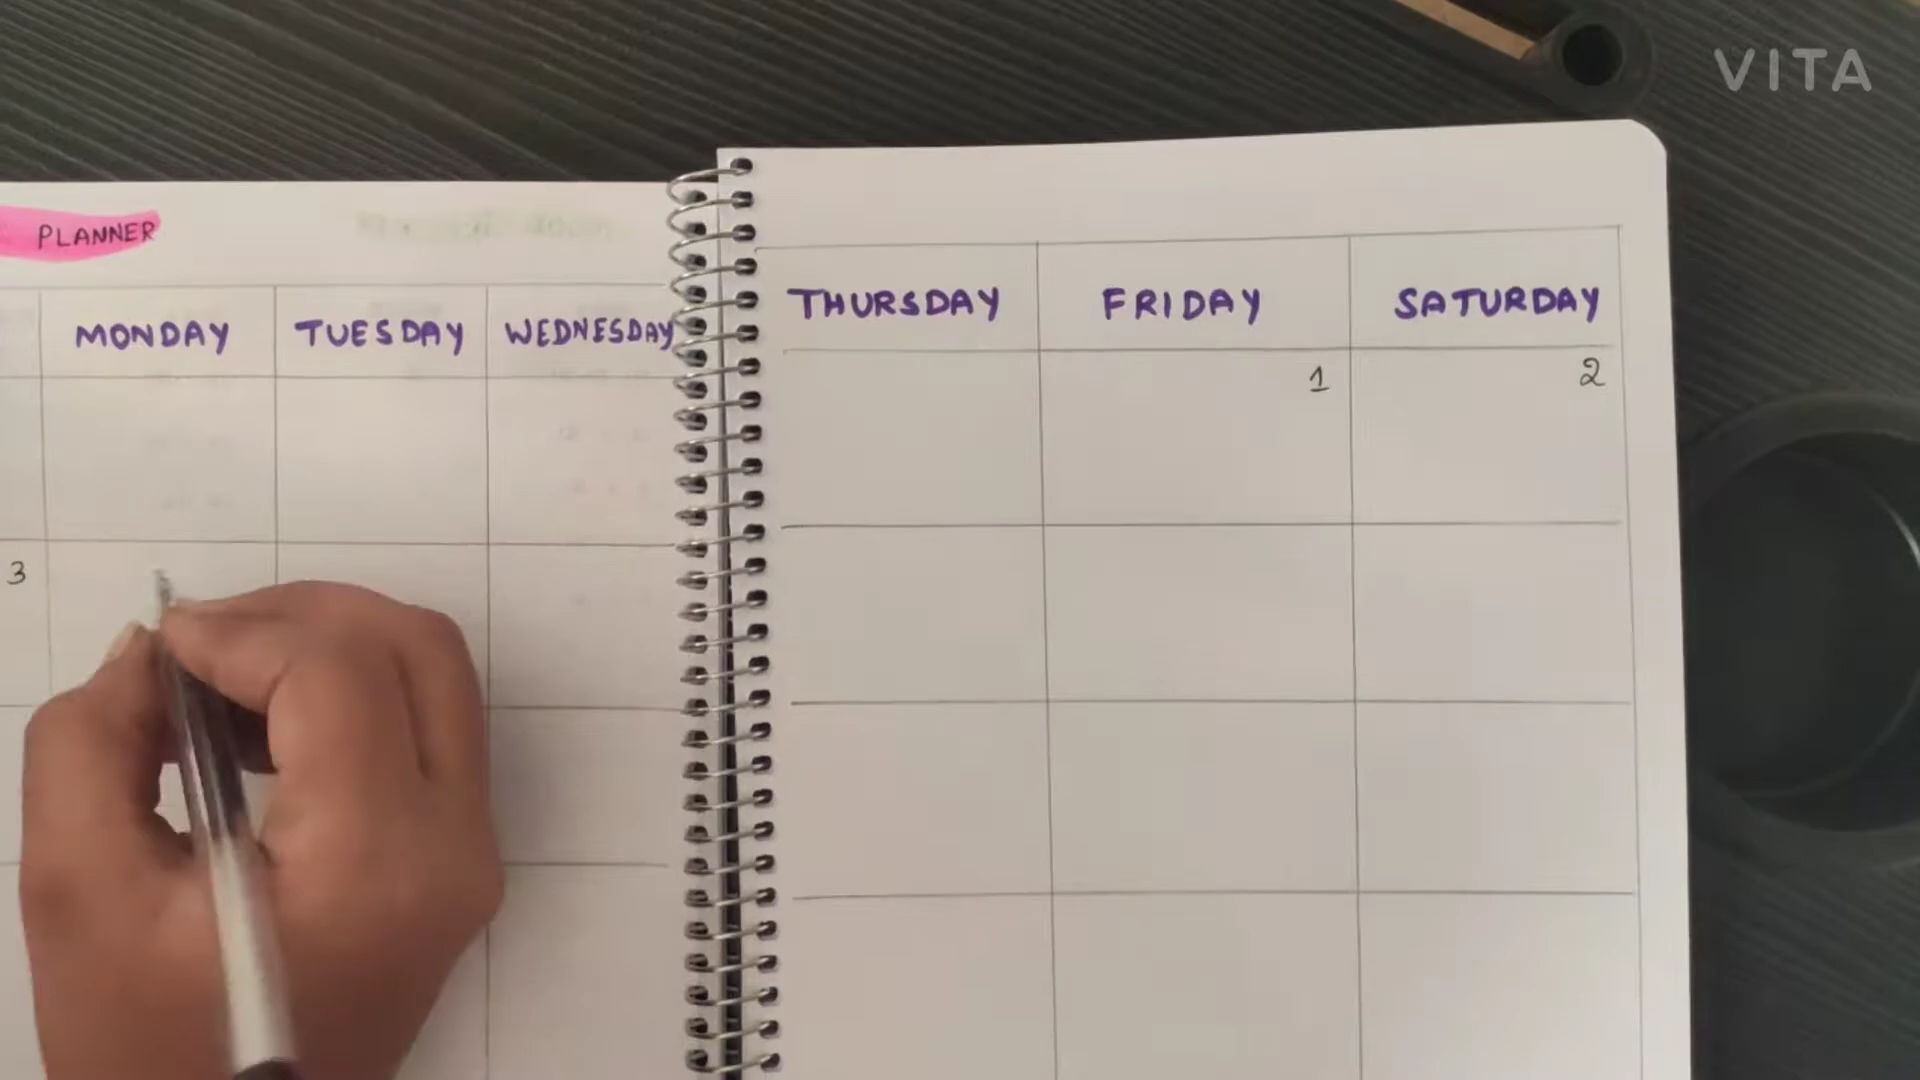 VITA
PLANNER
MONDAY TUESDAY WEDNESDAY THURSDAY FRIDAY SATURDAY
1 2
3